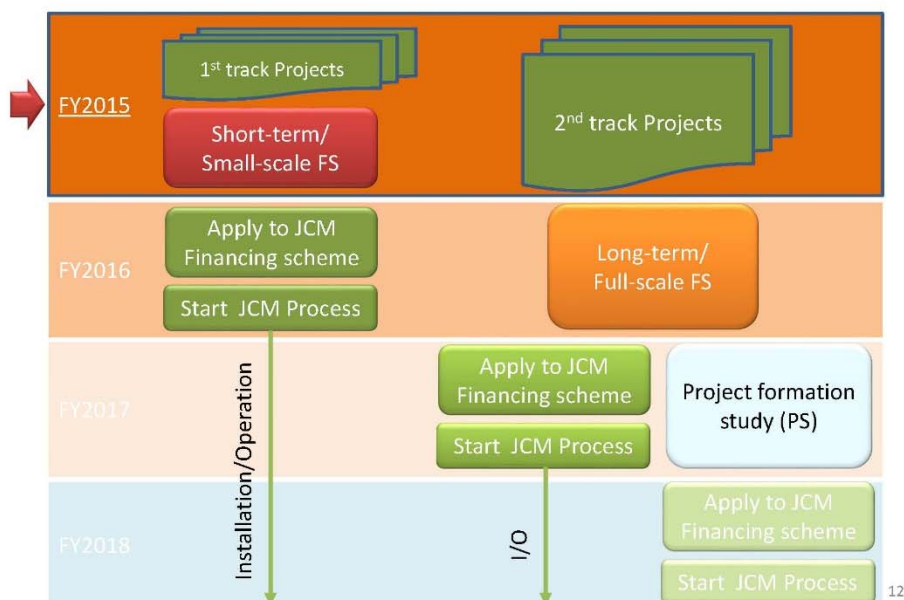 FY2015
1st track Projects
Short-term/
Small-scale FS
2nd track Projects
FY2016
Apply to JCM
Financing scheme
Start JCM Process
Long-term/
Full-scale FS
Installation/Operation
FY2017
Apply to JCM
Financing scheme
Start JCM Process
Project formation
study (PS)
I/O
FY2018
Apply to JCM
Financing scheme
Start JCM Process
12